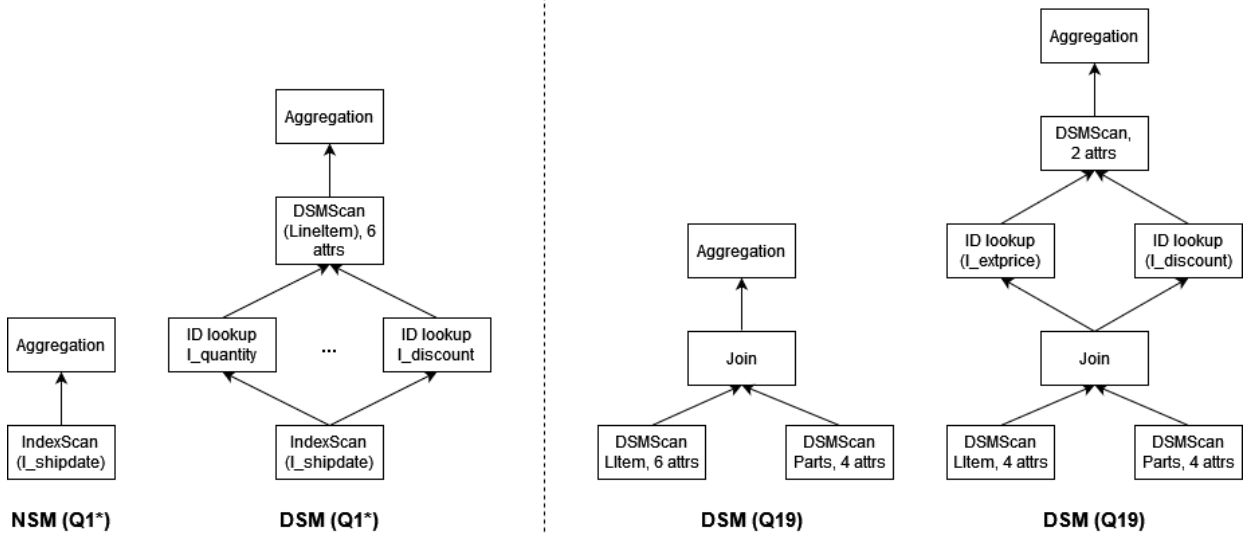 Aggregation
IndexScan
(l_shipdate)
NSM (Q1*)
Aggregation
DSMScan
(LineItem), 6
attrs
ID lookup
l_quantity
...
ID lookup
l_discount
IndexScan
(l_shipdate)
DSM (Q1*)
Aggregation
Join
DSMScan
LItem, 6 attrs
DSMScan
Parts, 4 attrs
DSM (Q19)
Aggregation
DSMScan,
2 attrs
ID lookup
(l_extprice)
ID lookup
(l_discount)
Join
DSMScan
LItem, 4 attrs
DSMScan
Parts, 4 attrs
DSM (Q19)